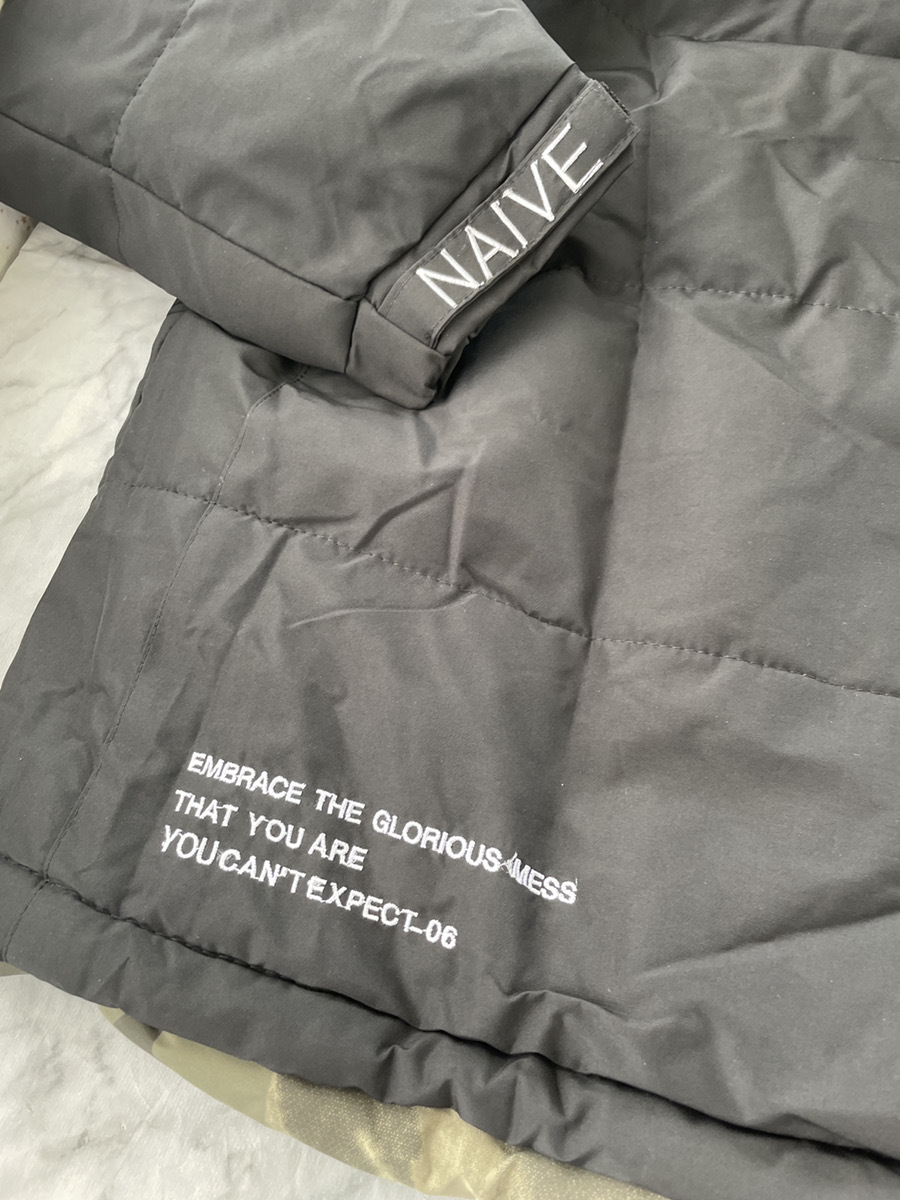 NAIVE
EMBRACE THE GLORIOUS MESS
THAT YOU ARE
YOU CAN'T EXPECT-06